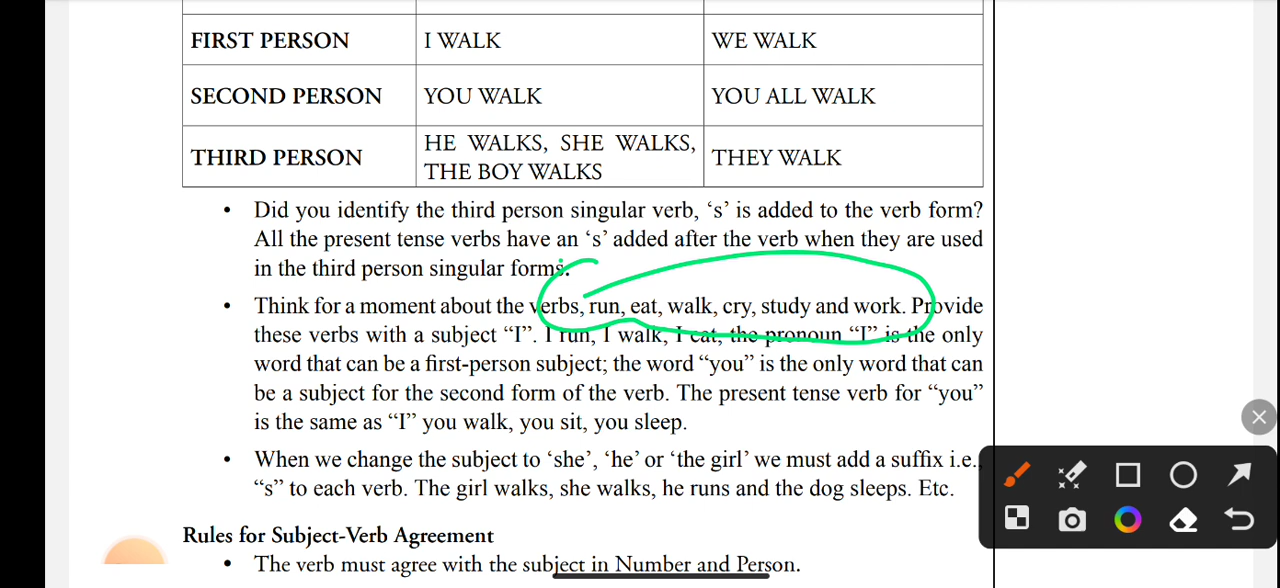 FIRST PERSON I WALK WE WALK
SECOND PERSON YOU WALK YOU ALL WALK
THIRD PERSON HE WALKS, SHE WALKS, THEY WALK
THE BOY WALKS
• Did you identify the third person singular verb, ‘s’ is added to the verb form?
All the present tense verbs have an ‘s’ added after the verb when they are used
in the third person singular forms.
• Think for a moment about the verbs, run, eat, walk, cry, study and work. Provide
these verbs with a subject “I”. I run, I walk, I eat, the pronoun “I” is the only
word that can be a first-person subject; the word “you” is the only word that can
be a subject for the second form of the verb. The present tense verb for “you”
is the same as “I” you walk, you sit, you sleep.
• When we change the subject to ‘she’, ‘he’ or ‘the girl’ we must add a suffix i.e.,
“s” to each verb. The girl walks, she walks, he runs and the dog sleeps. Etc.
Rules for Subject-Verb Agreement
• The verb must agree with the subject in Number and Person.